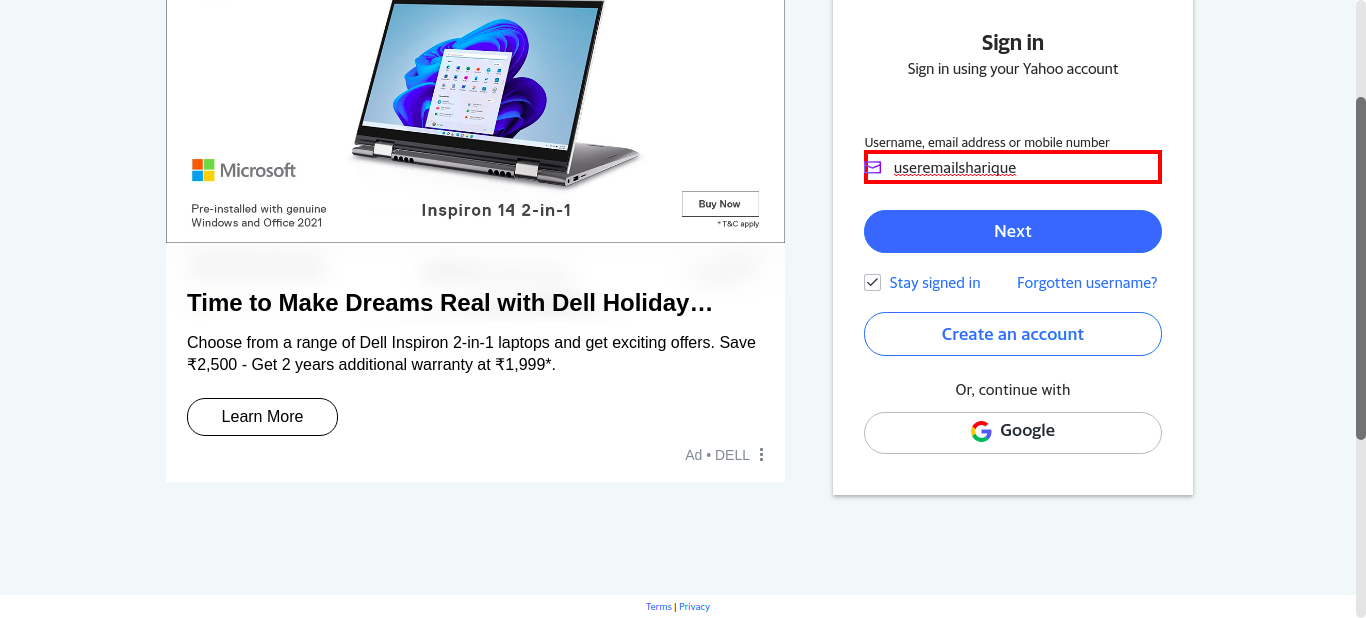 Microsoft
Pre-installed with genuine
Windows and Office 2021
Inspiron 14 2-in-1
Buy Now
*T&C apply
Time to Make Dreams Real with Dell Holiday…
Choose from a range of Dell Inspiron 2-in-1 laptops and get exciting offers. Save
₹2,500 - Get 2 years additional warranty at ₹1,999*.
Learn More
Ad • DELL
Sign in
Sign in using your Yahoo account
Username, email address or mobile number
useremailsharique
Next
Stay signed in
Forgotten username?
Create an account
Or, continue with
Google
Terms | Privacy